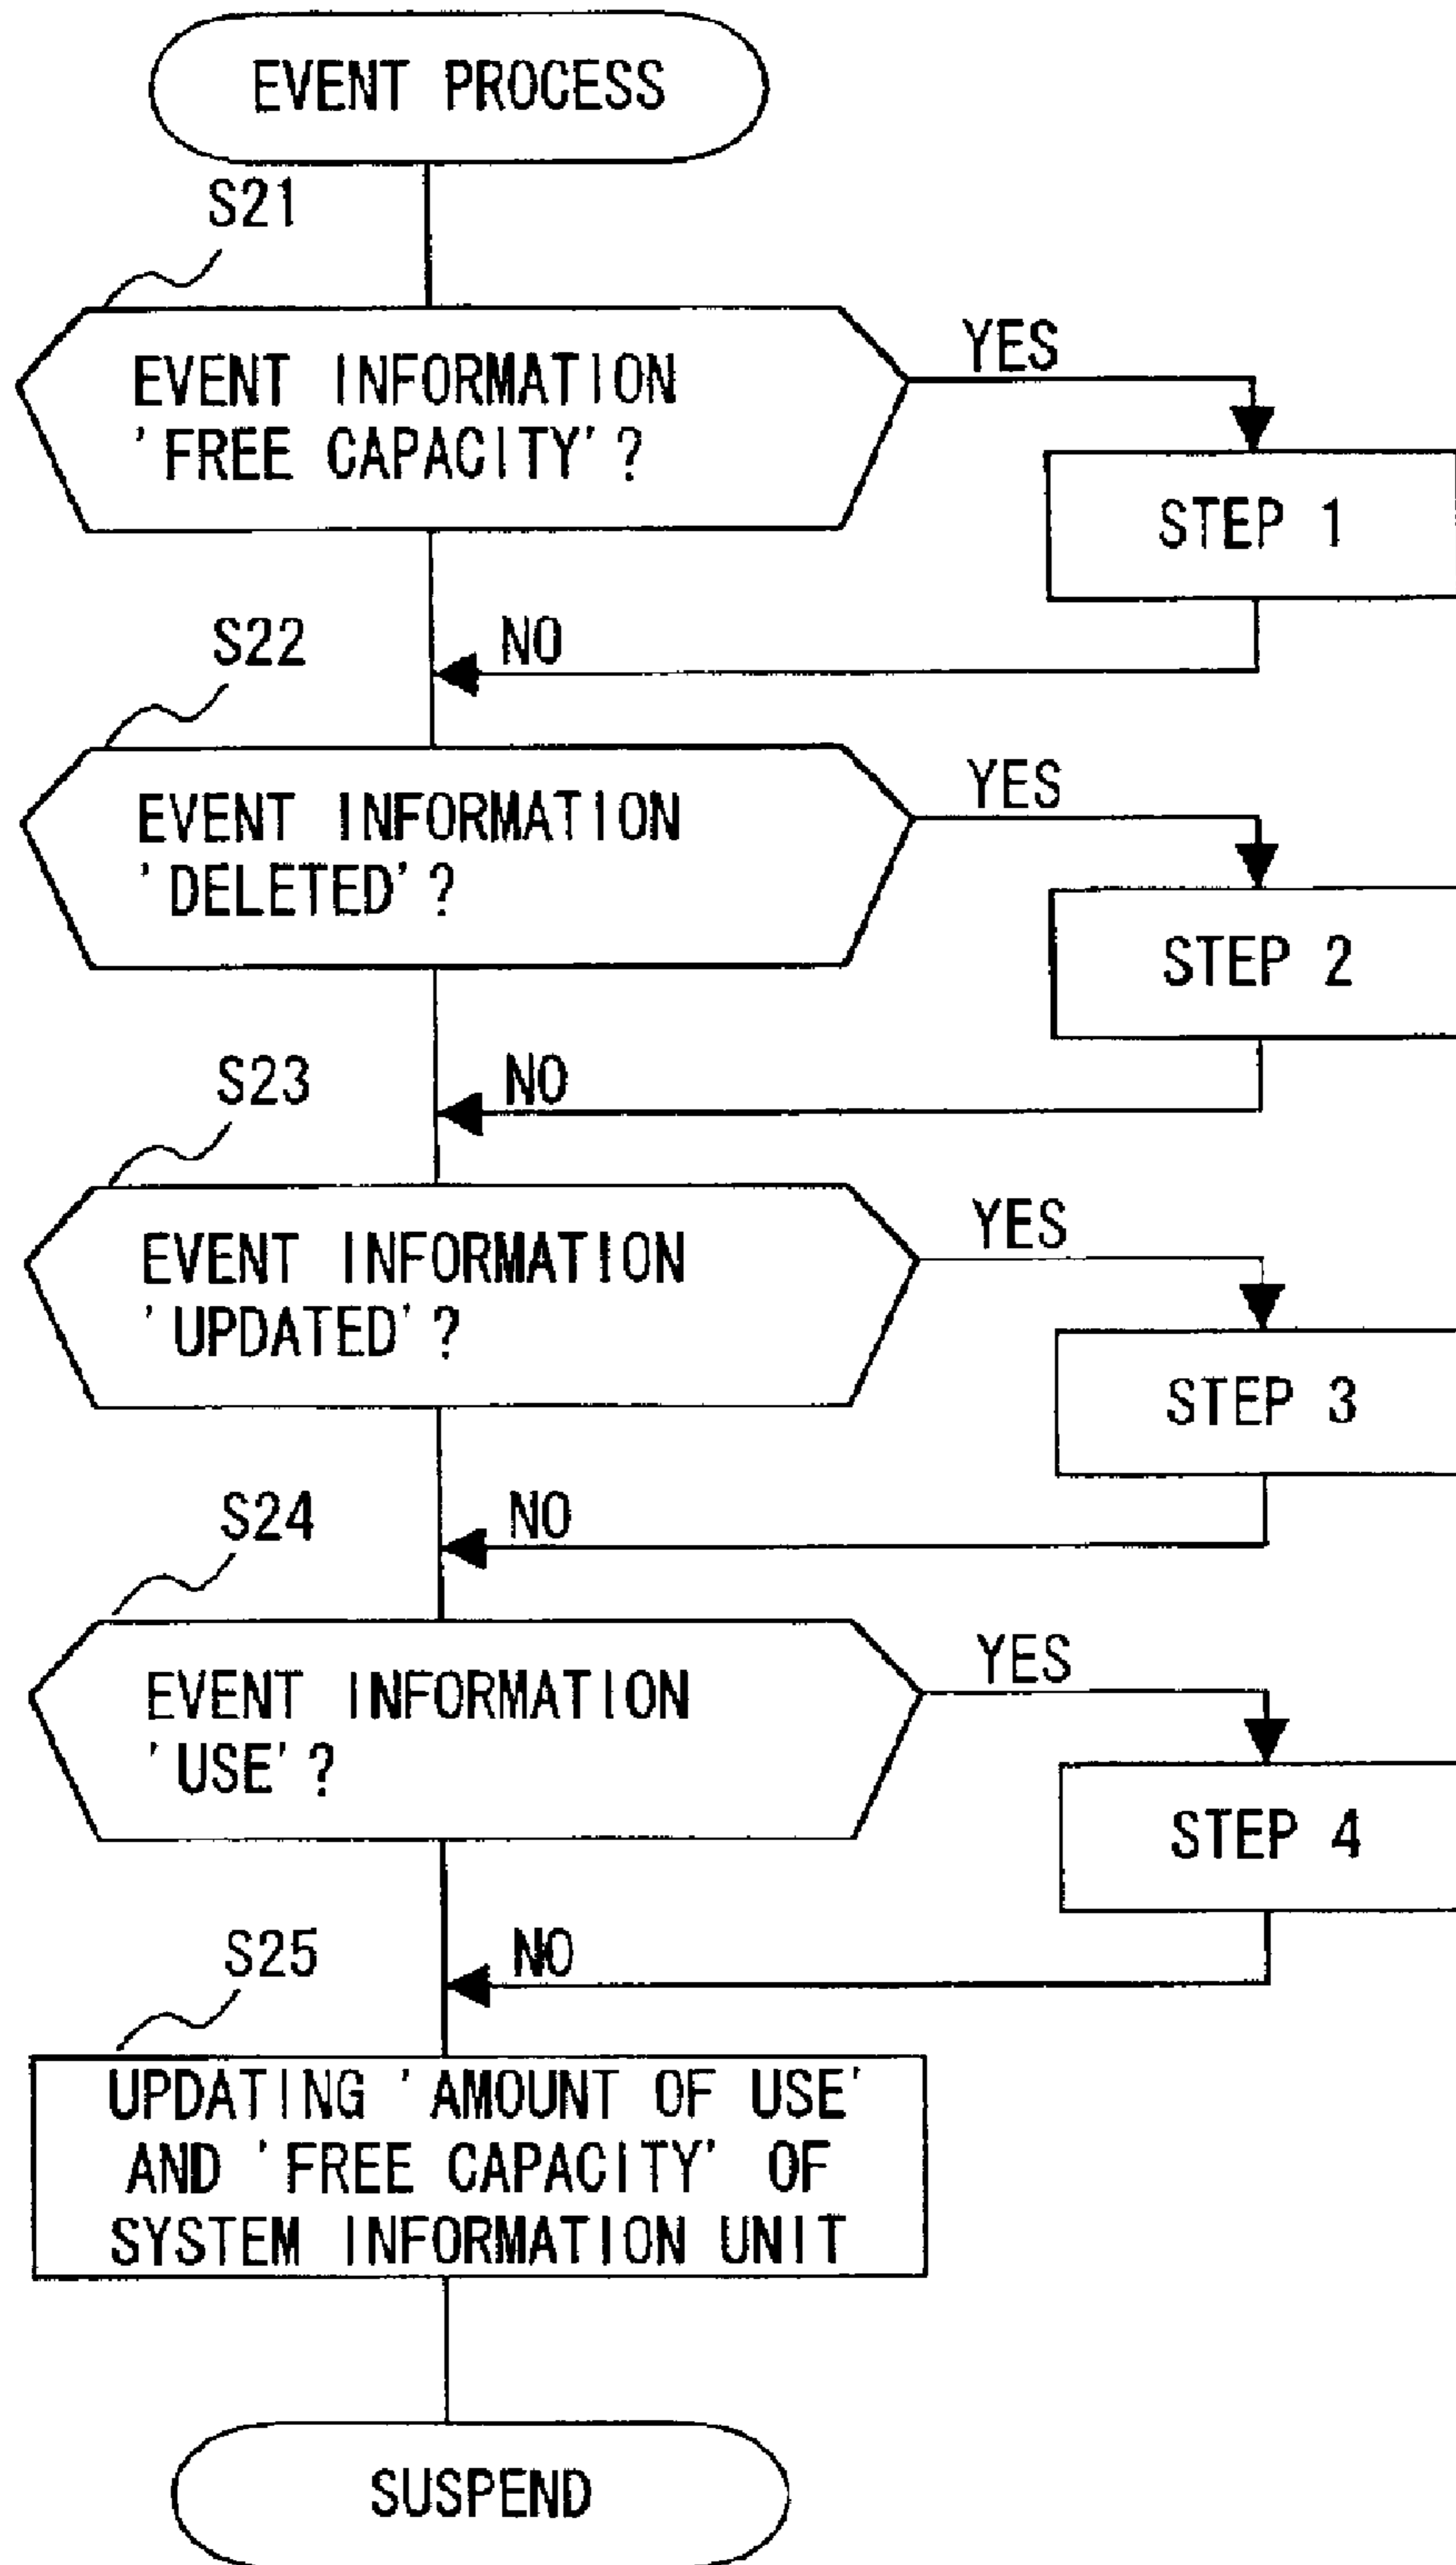 EVENT PROCESS
S21
EVENT INFORMATION
'FREE CAPACITY'?
YES
STEP 1
NO
S22
EVENT INFORMATION
'DELETED'?
YES
STEP 2
NO
S23
EVENT INFORMATION
'UPDATED'?
YES
STEP 3
NO
S24
EVENT INFORMATION
'USE'?
YES
STEP 4
NO
S25
UPDATING 'AMOUNT OF USE'
AND 'FREE CAPACITY' OF
SYSTEM INFORMATION UNIT
SUSPEND